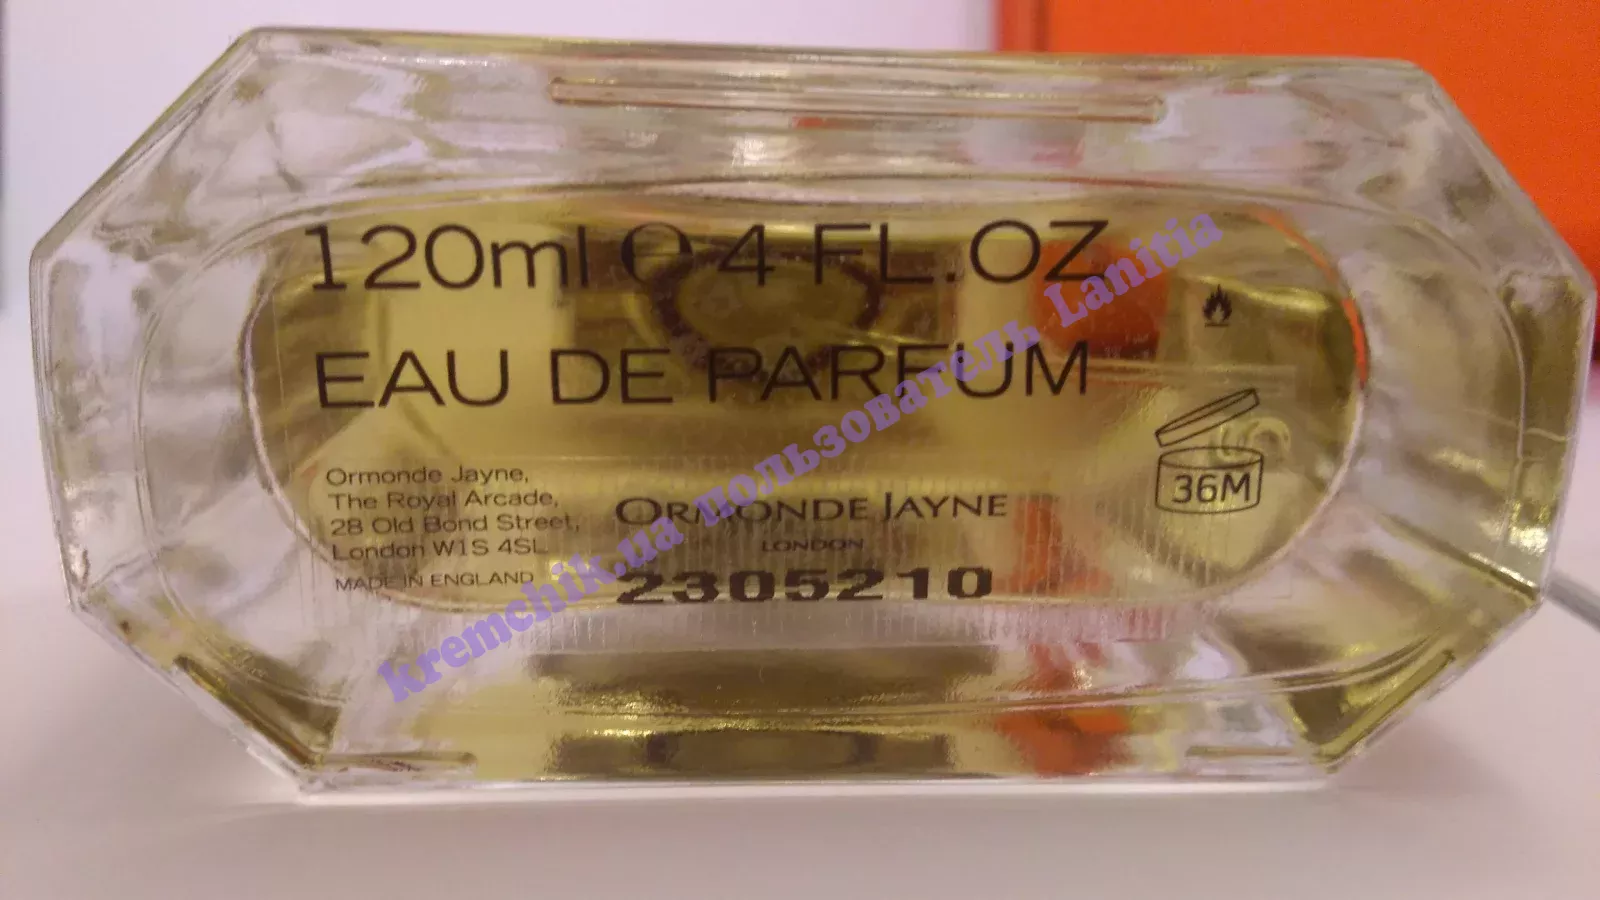 120ml ℮ 4 FL.OZ
EAU DE PARFUM
Ormonde Jayne,
The Royal Arcade,
28 Old Bond Street,
London W1S 4SL
MADE IN ENGLAND
ORMONDE JAYNE
LONDON
2305210
36M
kremchik.ua пользователь Lanitia